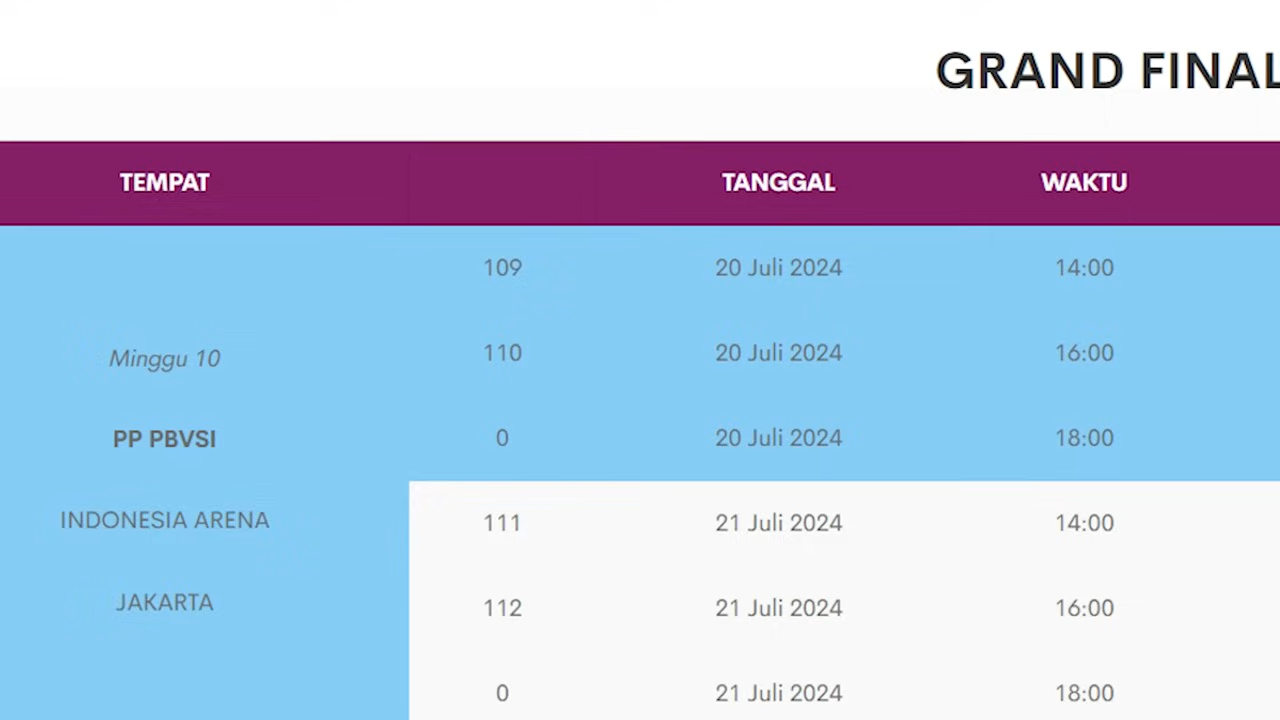 GRAND FINAL
TEMPAT TANGGAL WAKTU
109 20 Juli 2024 14:00
Minggu 10 110 20 Juli 2024 16:00
PP PBVSI 0 20 Juli 2024 18:00
INDONESIA ARENA 111 21 Juli 2024 14:00
JAKARTA 112 21 Juli 2024 16:00
0 21 Juli 2024 18:00